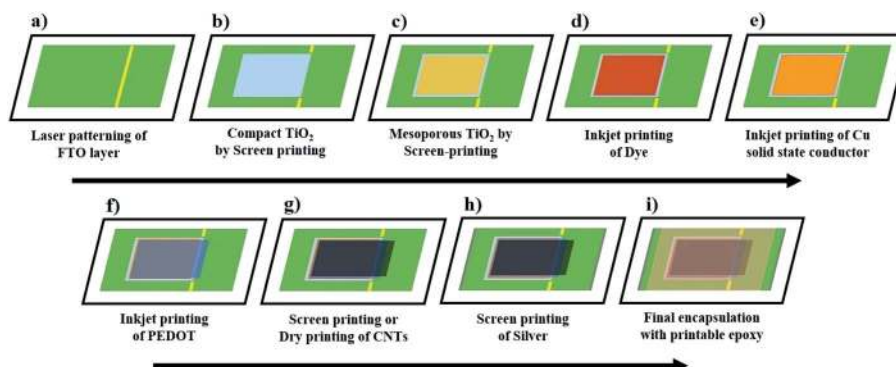 a)
b)
c)
d)
e)
Laser patterning of
FTO layer
Compact TiO₂
by Screen printing
Mesoporous TiO₂ by
Screen-printing
Inkjet printing
of Dye
Inkjet printing of Cu
solid state conductor
f)
g)
h)
i)
Inkjet printing
of PEDOT
Screen printing or
Dry printing of CNTs
Screen printing
of Silver
Final encapsulation
with printable epoxy